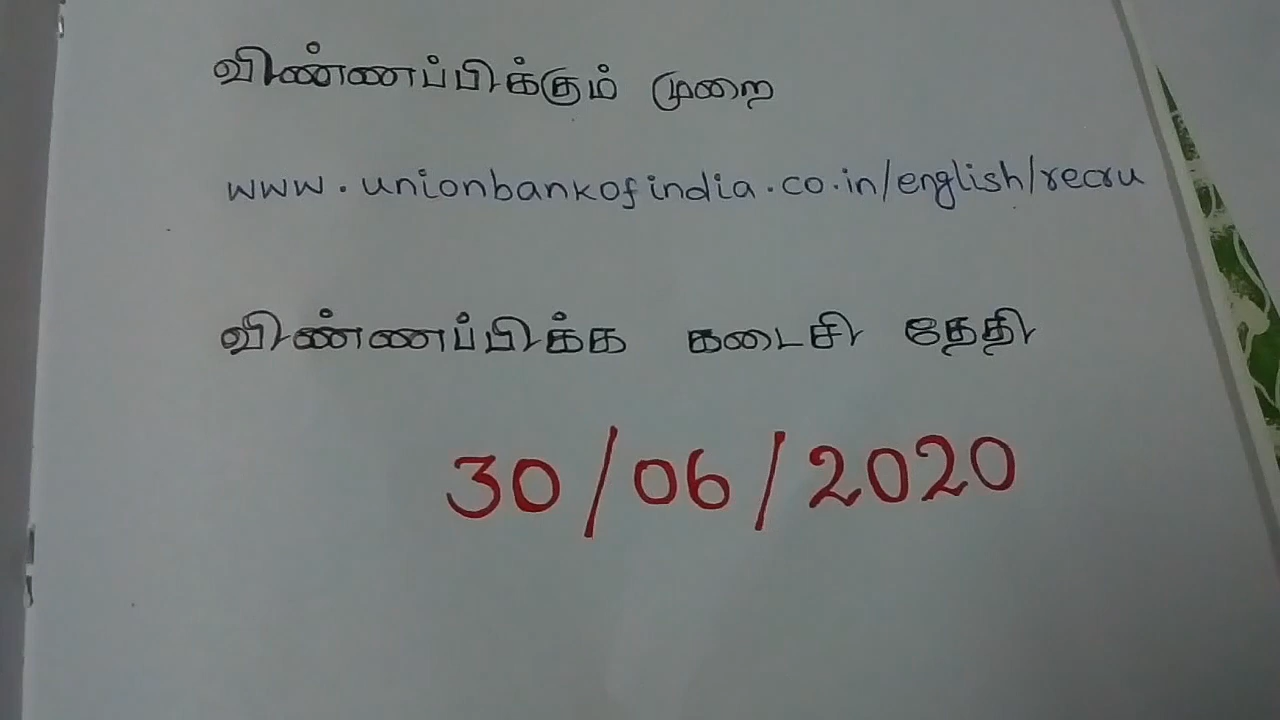 விண்ணப்பிக்கும் முறை
www.unionbankofindia.co.in/english/recru
விண்ணப்பிக்க கடைசி தேதி
30/06/2020